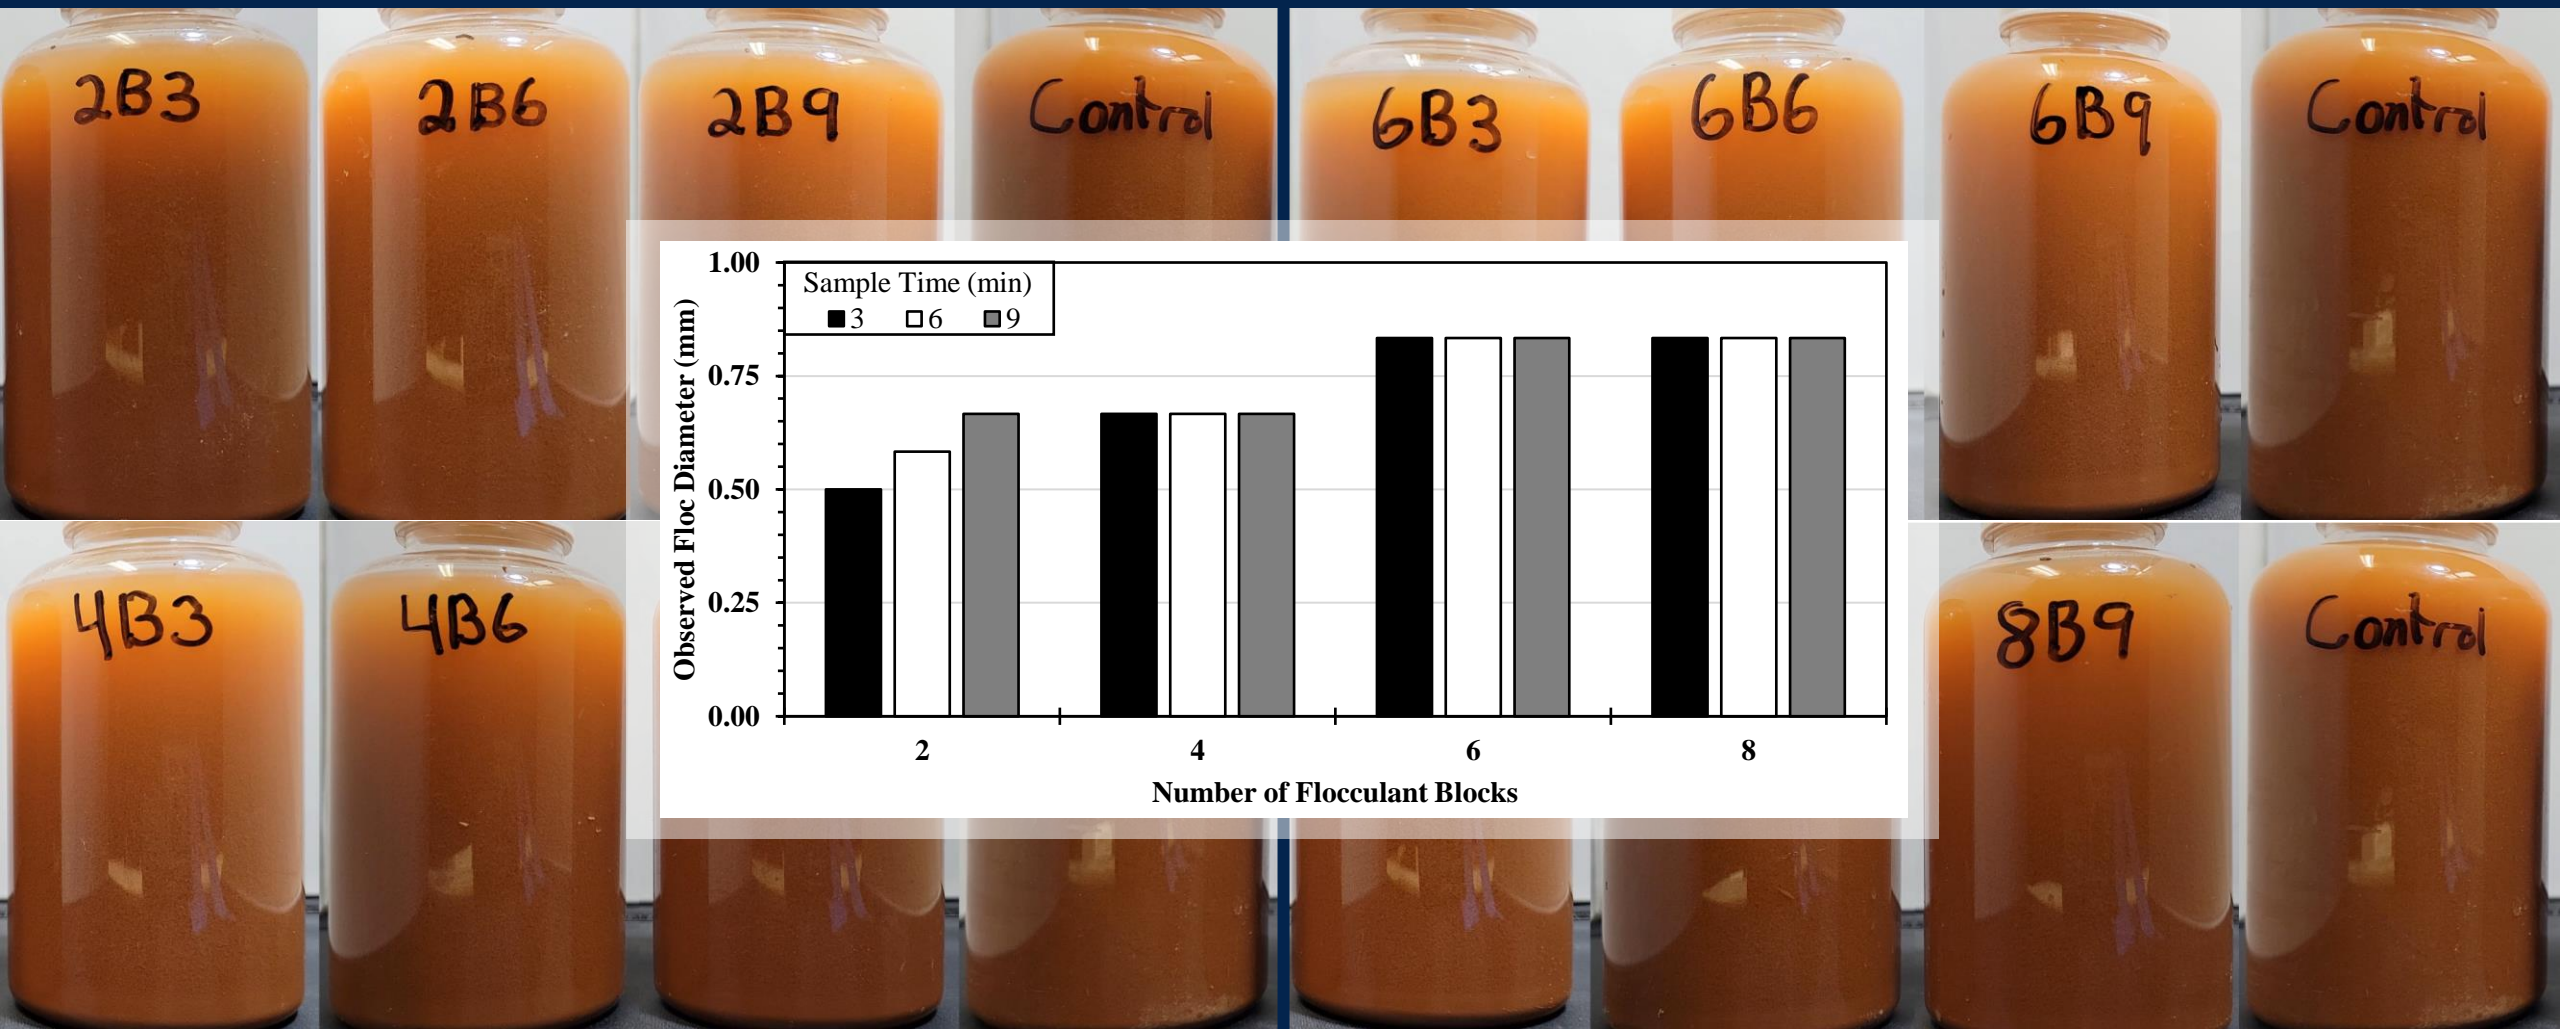 2B3
2B6
2B9
Control
6B3
6B6
6B9
Control
1.00
0.75
0.50
0.25
0.00
Observed Floc Diameter (mm)
Sample Time (min)
3 6 9
2 4 6 8
Number of Flocculant Blocks
4B3
4B6
8B9
Control